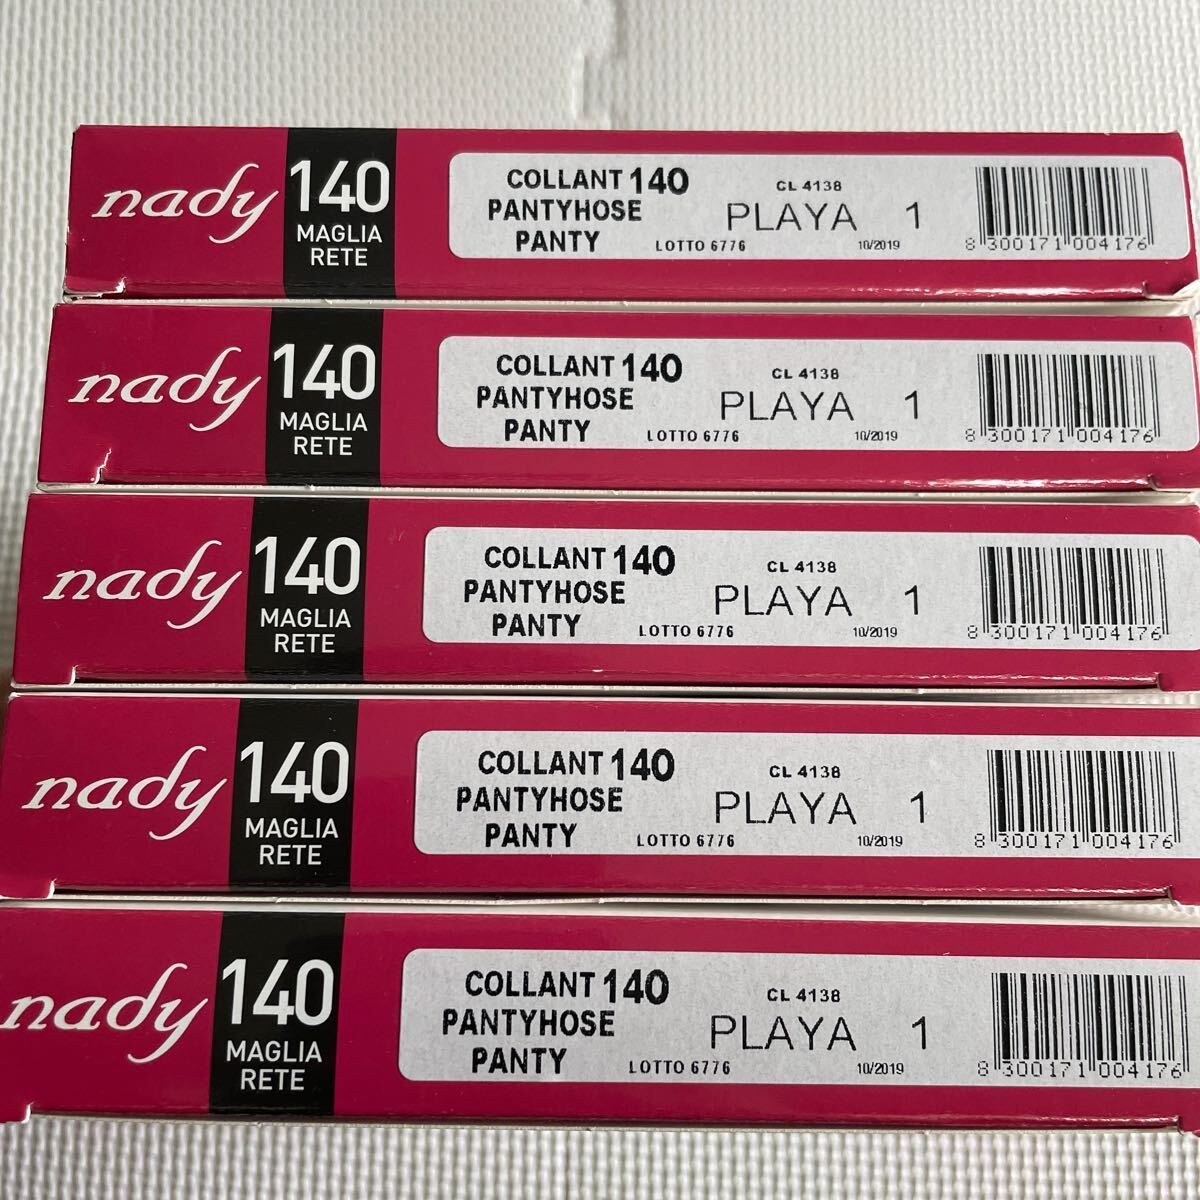 nady
140
MAGLIA
RETE
COLLANT 140
PANTYHOSE
PANTY
CL 4138
PLAYA 1
LOTTO 6776
10/2019
8 300171 004176
nady
140
MAGLIA
RETE
COLLANT 140
PANTYHOSE
PANTY
CL 4138
PLAYA 1
LOTTO 6776
10/2019
8 300171 004176
nady
140
MAGLIA
RETE
COLLANT 140
PANTYHOSE
PANTY
CL 4138
PLAYA 1
LOTTO 6776
10/2019
8 300171 004176
nady
140
MAGLIA
RETE
COLLANT 140
PANTYHOSE
PANTY
CL 4138
PLAYA 1
LOTTO 6776
10/2019
8 300171 004176
nady
140
MAGLIA
RETE
COLLANT 140
PANTYHOSE
PANTY
CL 4138
PLAYA 1
LOTTO 6776
10/2019
8 300171 004176